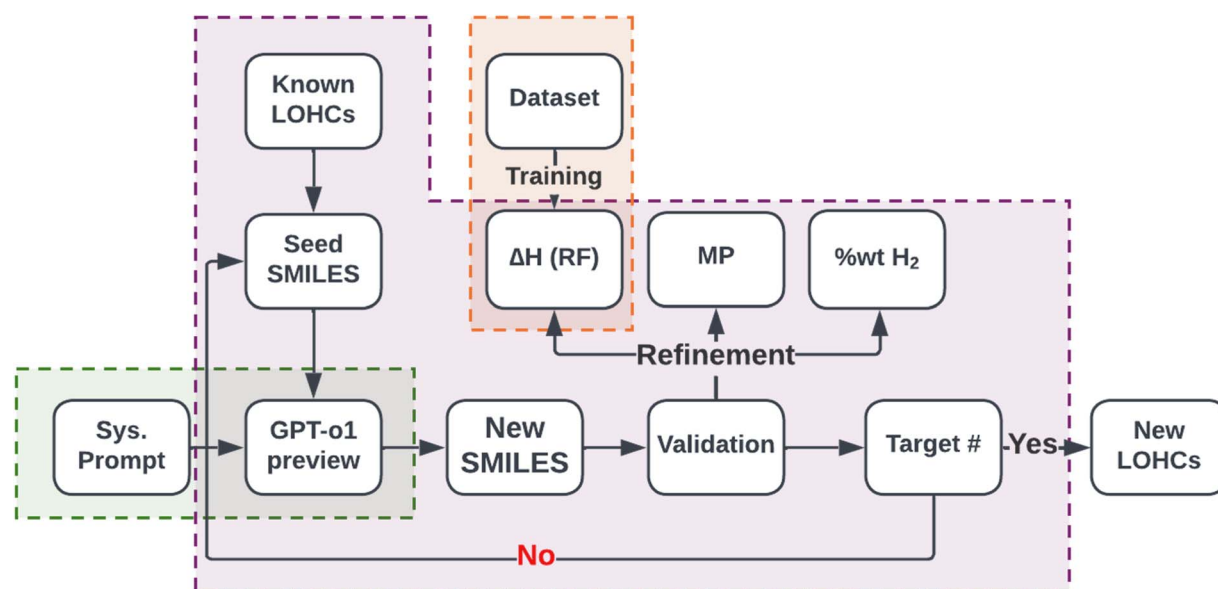 Known
LOHCs
Dataset
Training
Seed
SMILES
ΔH (RF)
MP
%wt H₂
Refinement
Sys.
Prompt
GPT-o1
preview
New
SMILES
Validation
Target #
Yes
New
LOHCs
No